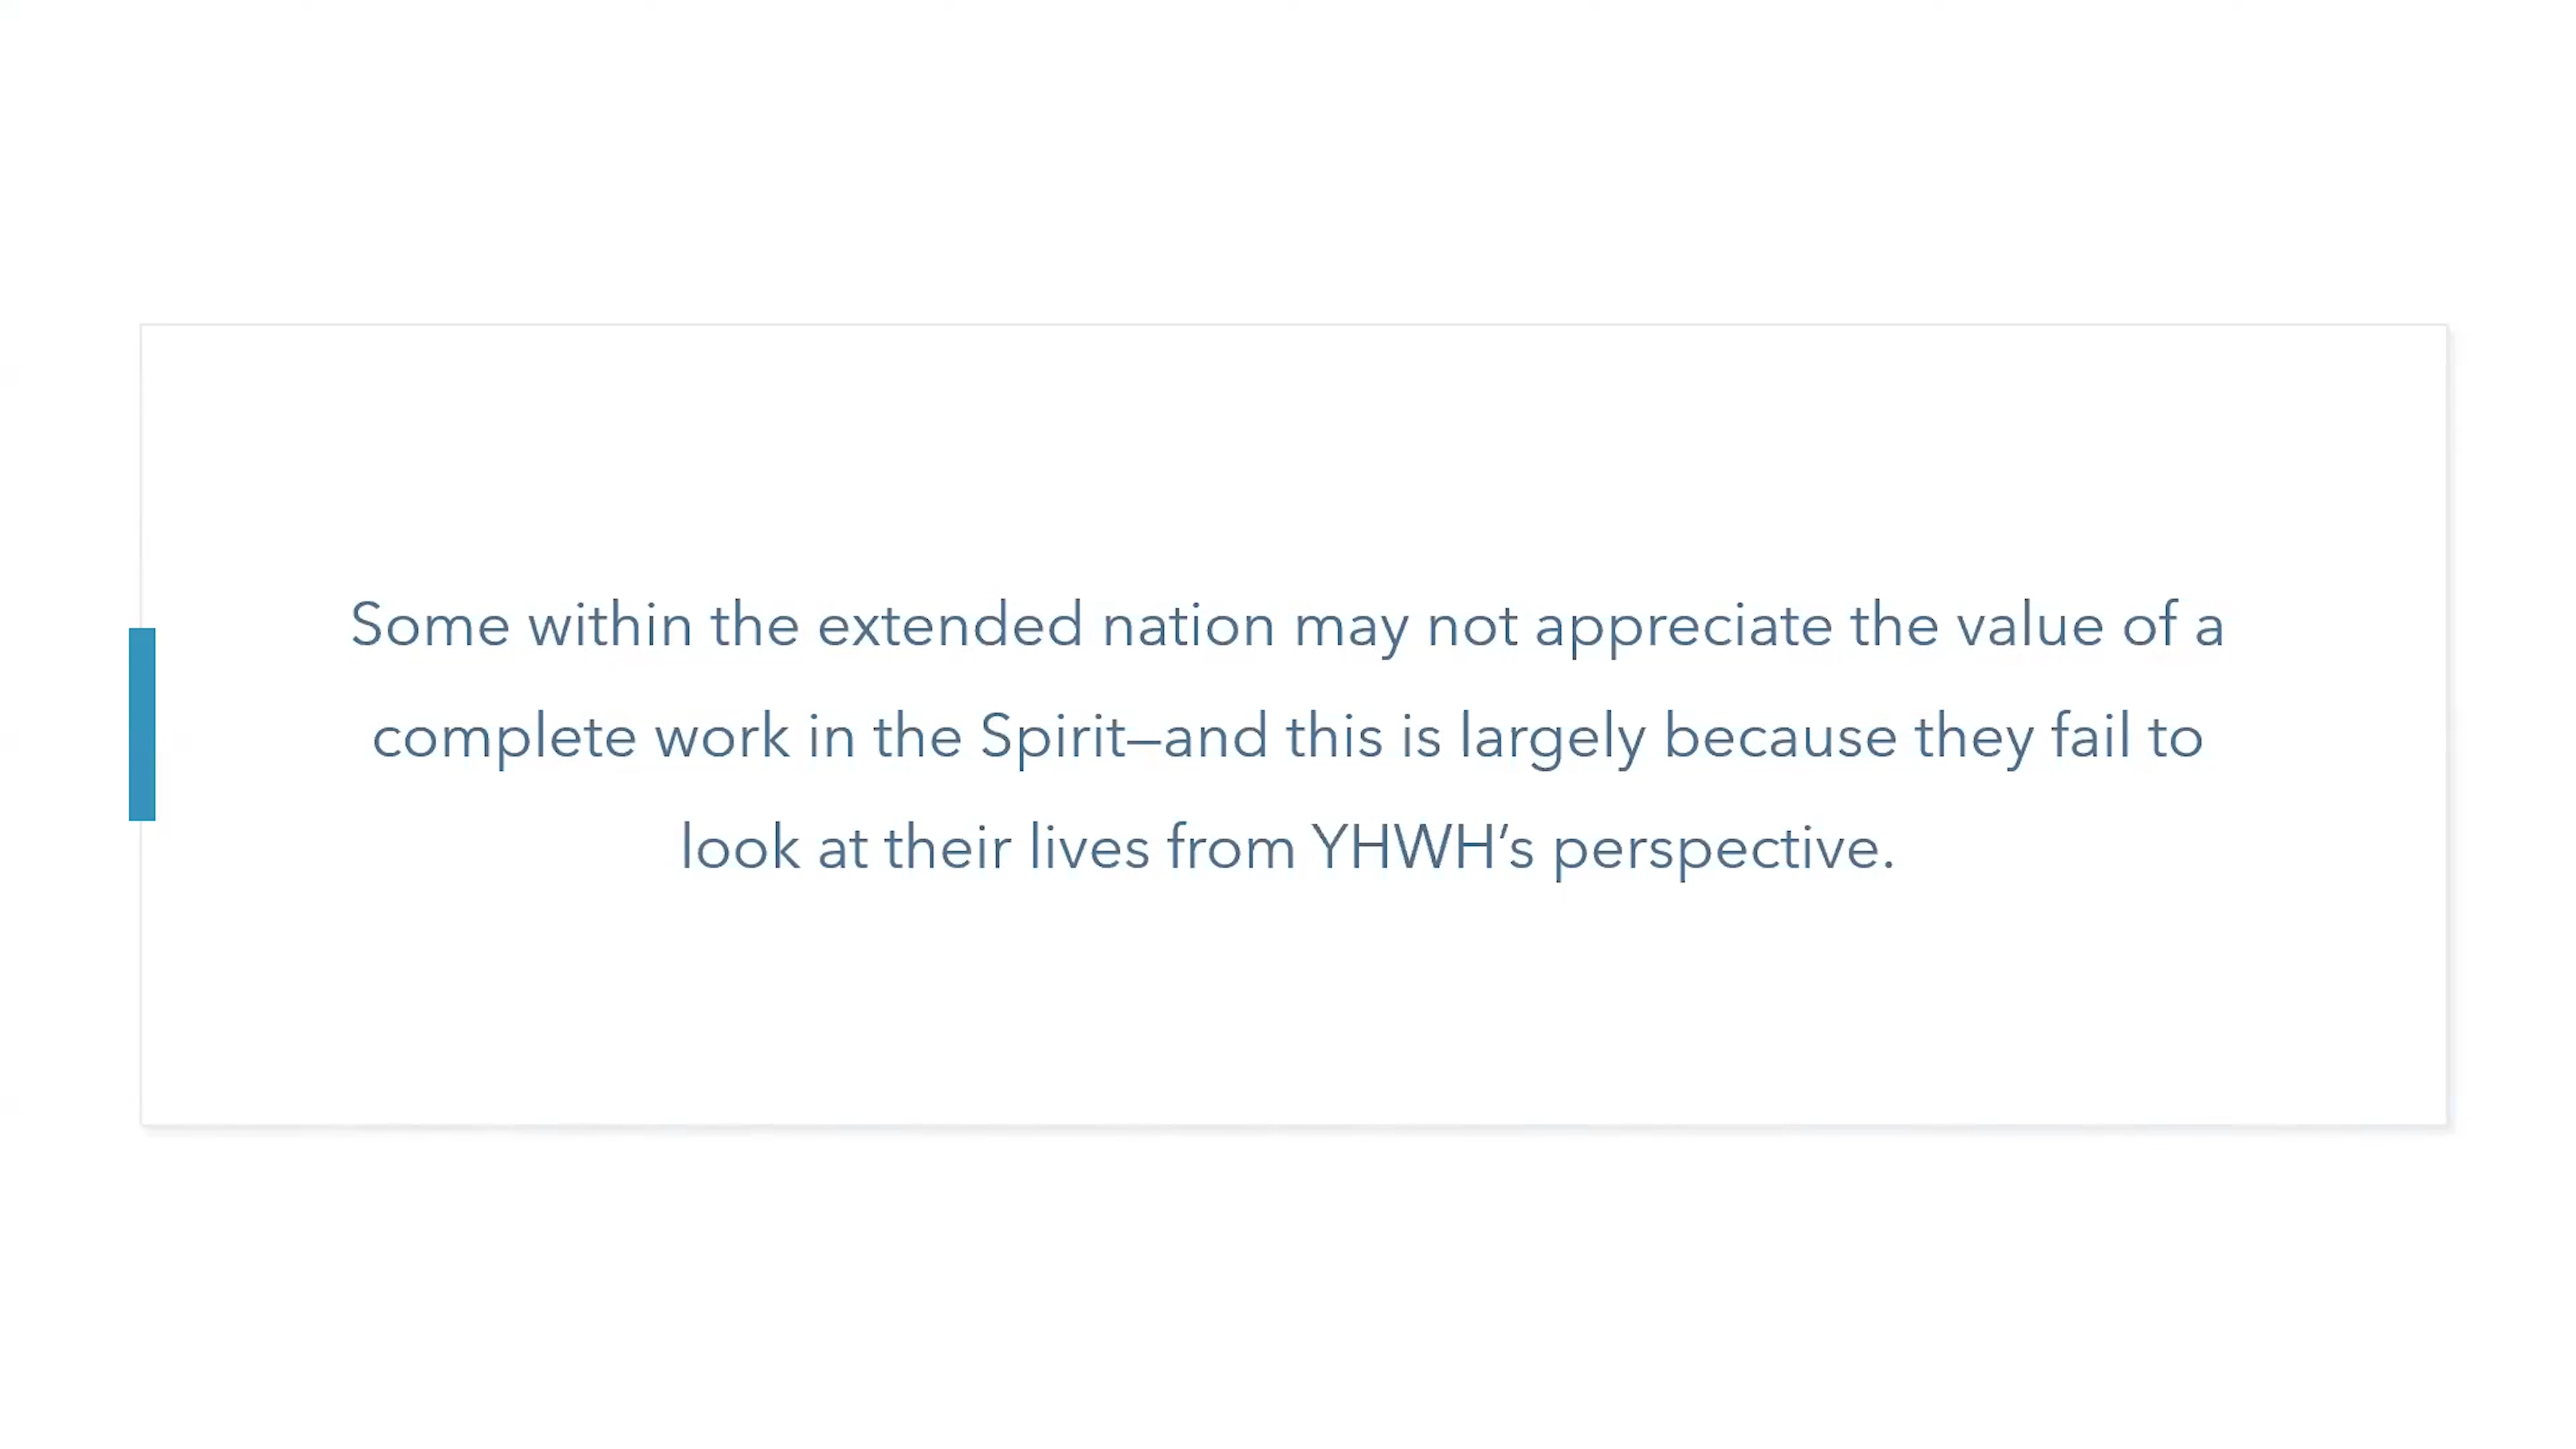 Some within the extended nation may not appreciate the value of a
complete work in the Spirit—and this is largely because they fail to
look at their lives from YHWH’s perspective.